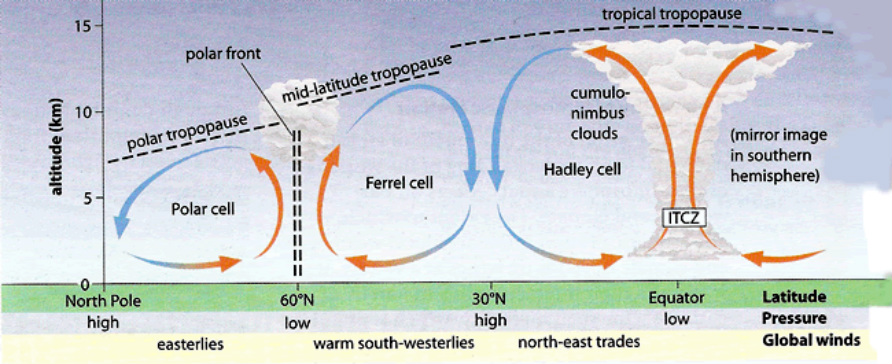 tropical tropopause
15
polar front
mid-latitude tropopause
cumulo-
nimbus
clouds
10
polar tropopause
(mirror image
in southern
hemisphere)
altitude (km)
Hadley cell
Ferrel cell
5
Polar cell
ITCZ
0
North Pole 60°N 30°N Equator Latitude
high low high low Pressure
easterlies warm south-westerlies north-east trades Global winds